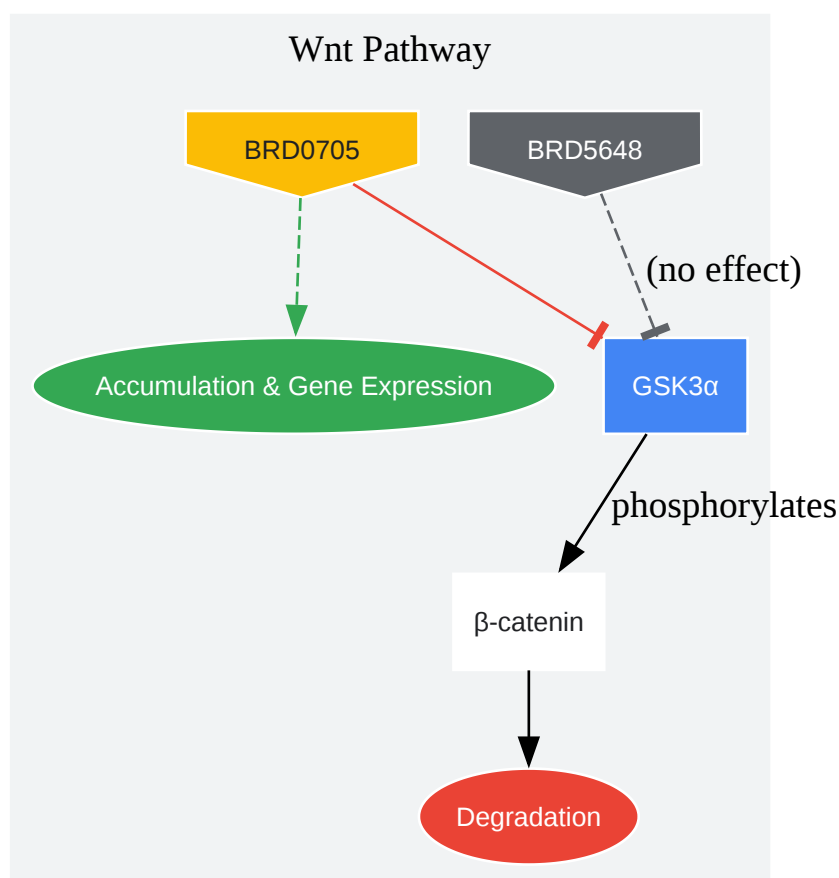 Wnt Pathway
BRD0705
BRD5648
(no effect)
Accumulation & Gene Expression
GSK3α
phosphorylates
β-catenin
Degradation